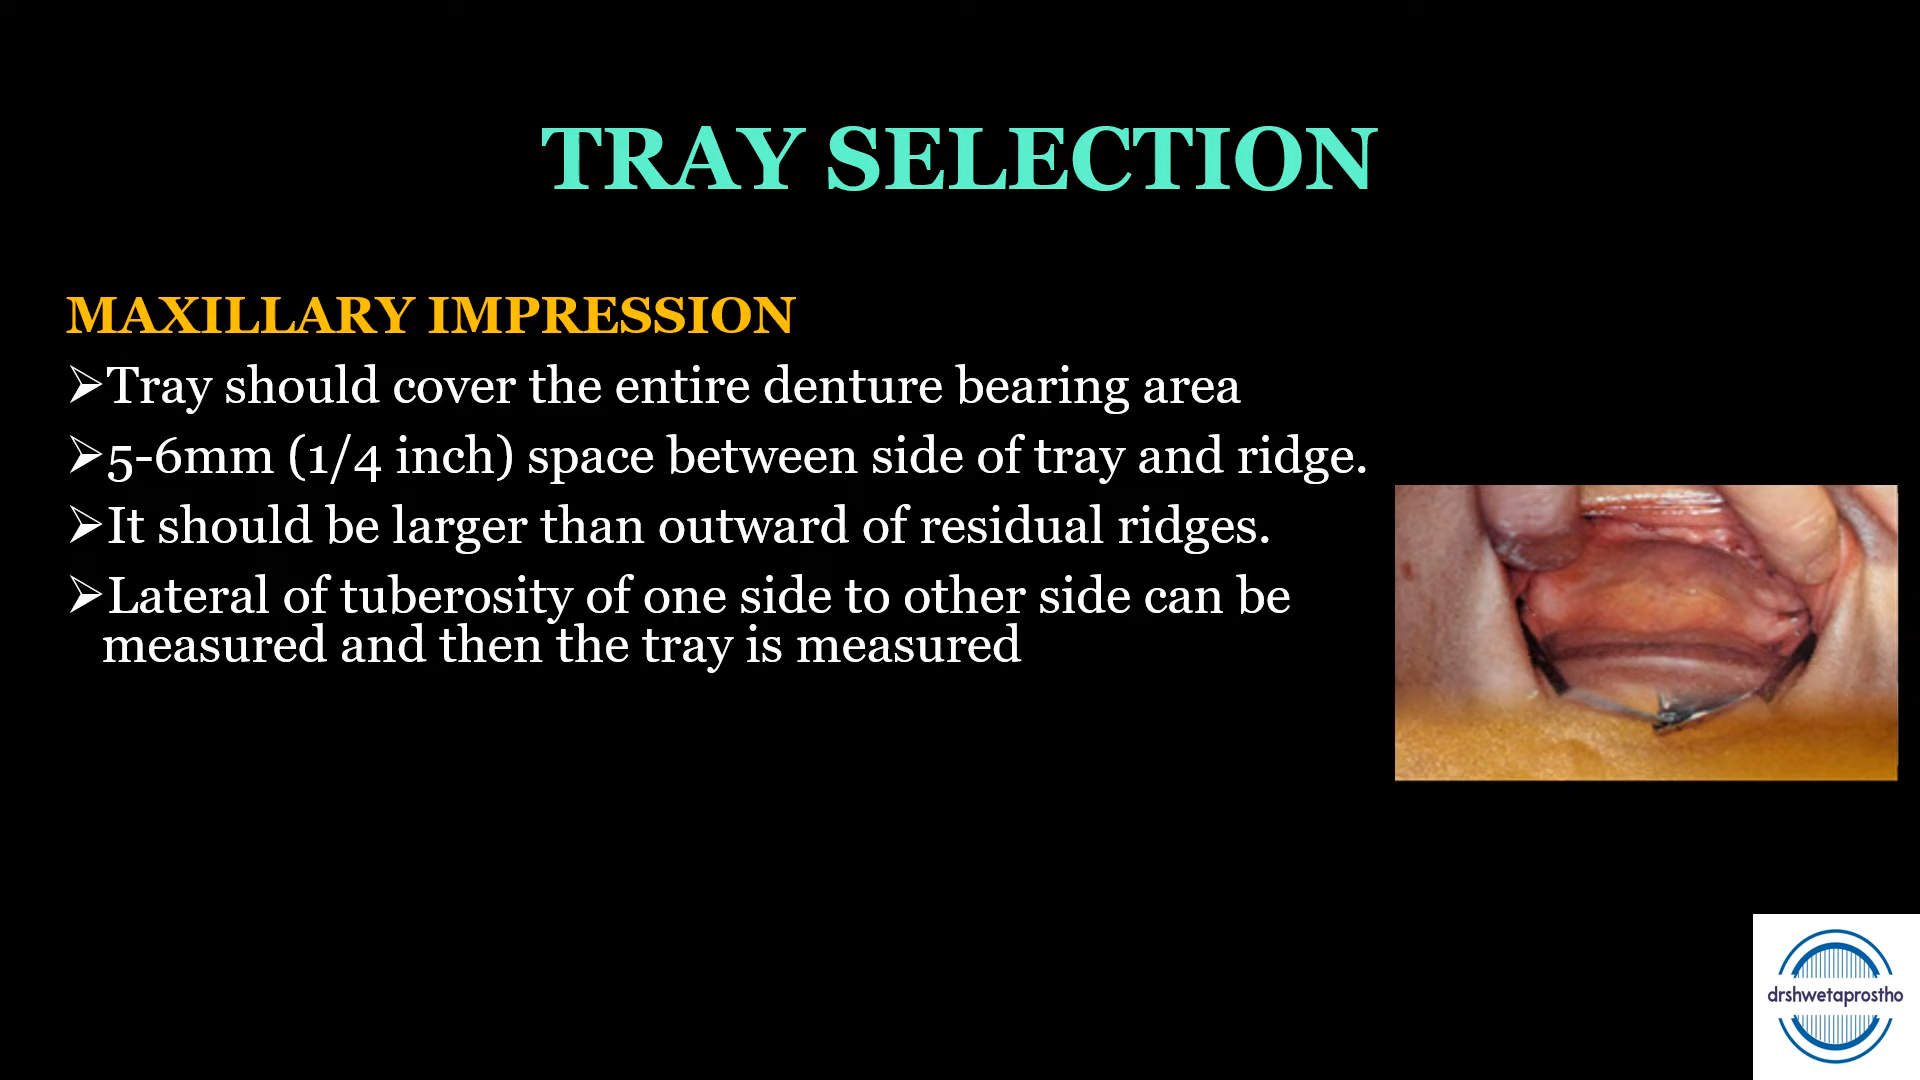 TRAY SELECTION
MAXILLARY IMPRESSION
➢Tray should cover the entire denture bearing area
➢5-6mm (1/4 inch) space between side of tray and ridge.
➢It should be larger than outward of residual ridges.
➢Lateral of tuberosity of one side to other side can be
measured and then the tray is measured
drshwetaprostho